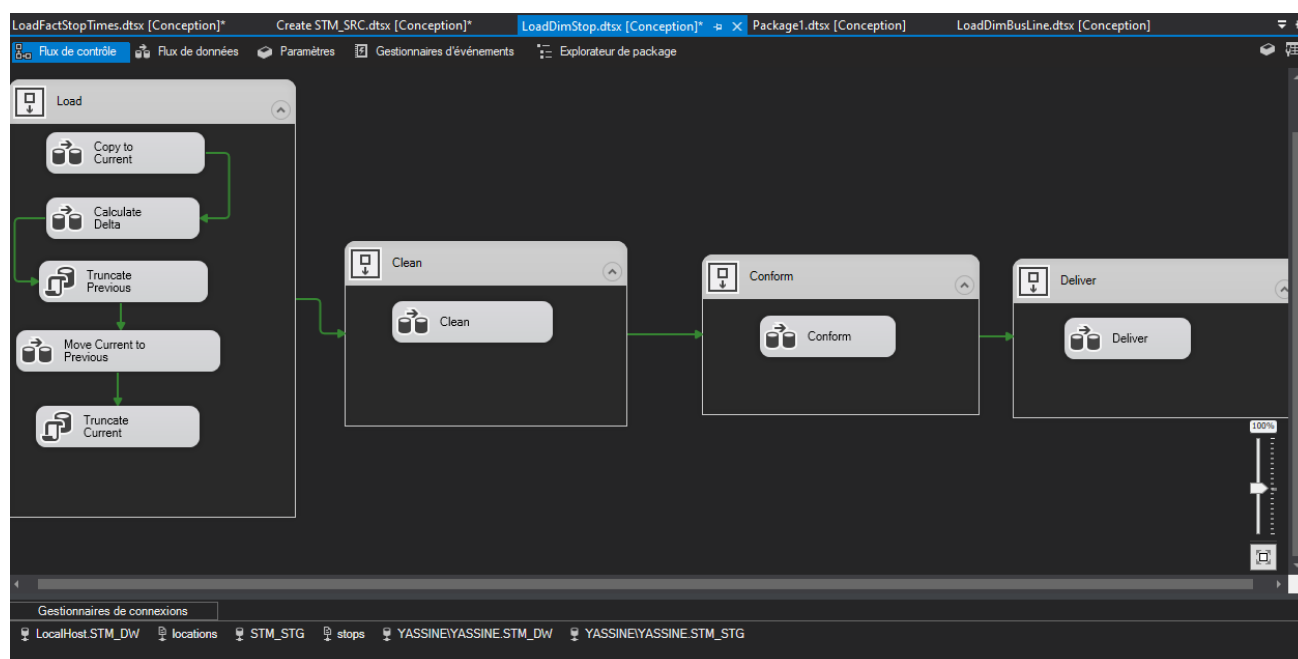 LoadFactStopTimes.dtsx [Conception]* Create STM_SRC.dtsx [Conception]* LoadDimStop.dtsx [Conception]* Package1.dtsx [Conception] LoadDimBusLine.dtsx [Conception]
Flux de contrôle Flux de données Paramètres Gestionnaires d'événements Explorateur de package
Load
Copy to
Current
Calculate
Delta
Truncate
Previous
Move Current to
Previous
Truncate
Current
Clean
Clean
Conform
Conform
Deliver
Deliver
100%
Gestionnaires de connexions
LocalHost.STM_DW locations STM_STG stops YASSINE\YASSINE.STM_DW YASSINE\YASSINE.STM_STG